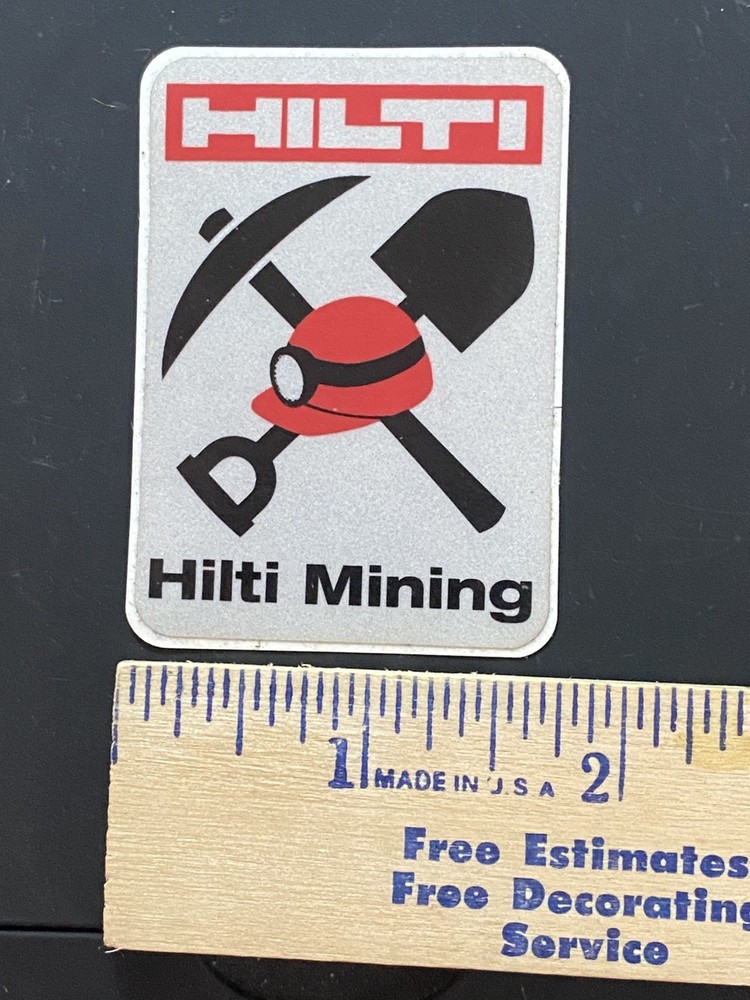 HILTI
Hilti Mining
1 MADE IN U.S A 2
Free Estimates
Free Decorating
Service